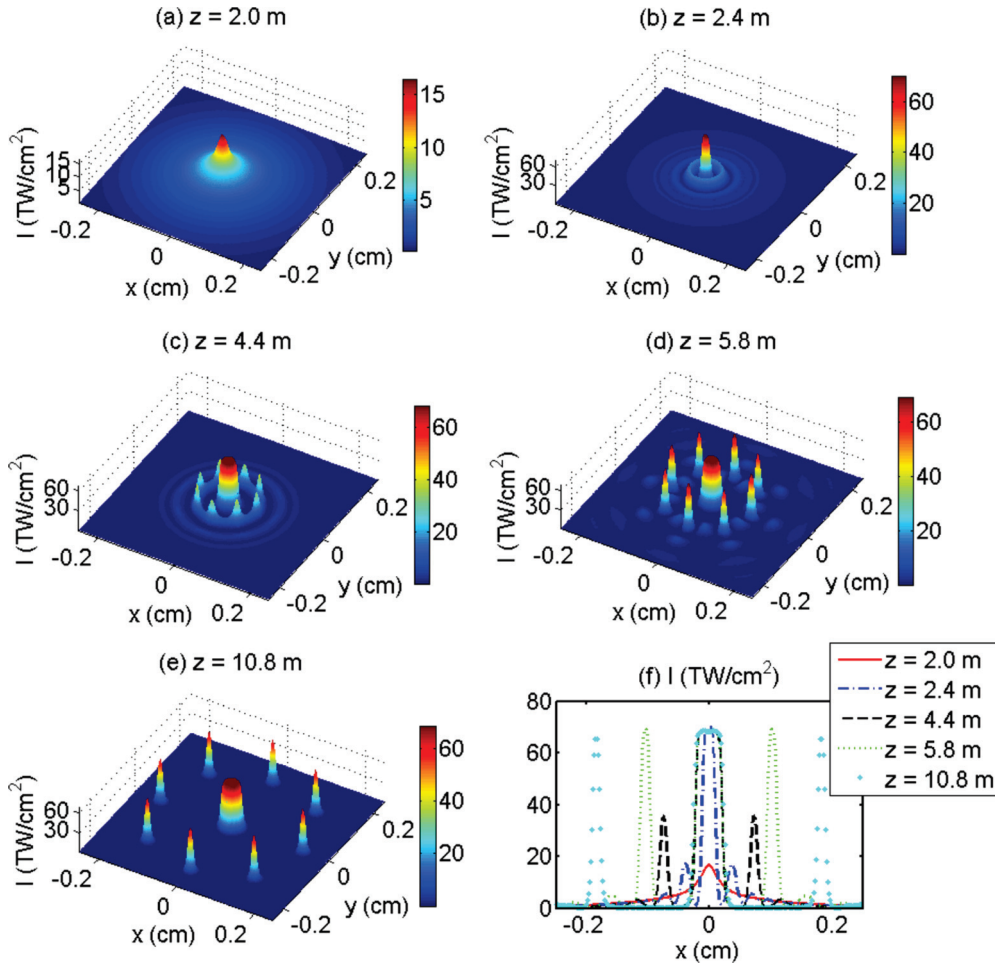 (a) z = 2.0 m
(b) z = 2.4 m
I (TW/cm²)
15
10
5
-0.2
0
0.2
x (cm)
-0.2
0
0.2
y (cm)
15
10
5
I (TW/cm²)
60
30
-0.2
0
0.2
x (cm)
-0.2
0
0.2
y (cm)
60
40
20
(c) z = 4.4 m
(d) z = 5.8 m
I (TW/cm²)
60
30
-0.2
0
0.2
x (cm)
-0.2
0
0.2
y (cm)
60
40
20
I (TW/cm²)
60
30
-0.2
0
0.2
x (cm)
-0.2
0
0.2
y (cm)
60
40
20
(e) z = 10.8 m
I (TW/cm²)
60
30
-0.2
0
0.2
x (cm)
-0.2
0
0.2
y (cm)
60
40
20
(f) I (TW/cm²)
80
60
40
20
0
-0.2
0
0.2
x (cm)
z = 2.0 m
z = 2.4 m
z = 4.4 m
z = 5.8 m
z = 10.8 m